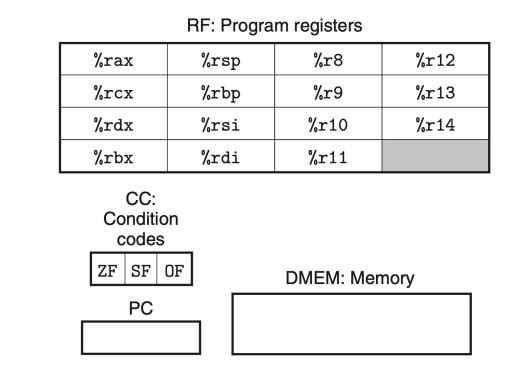 RF: Program registers
%rax %rsp %r8 %r12
%rcx %rbp %r9 %r13
%rdx %rsi %r10 %r14
%rbx %rdi %r11
CC:
Condition
codes
ZF SF OF
DMEM: Memory
PC